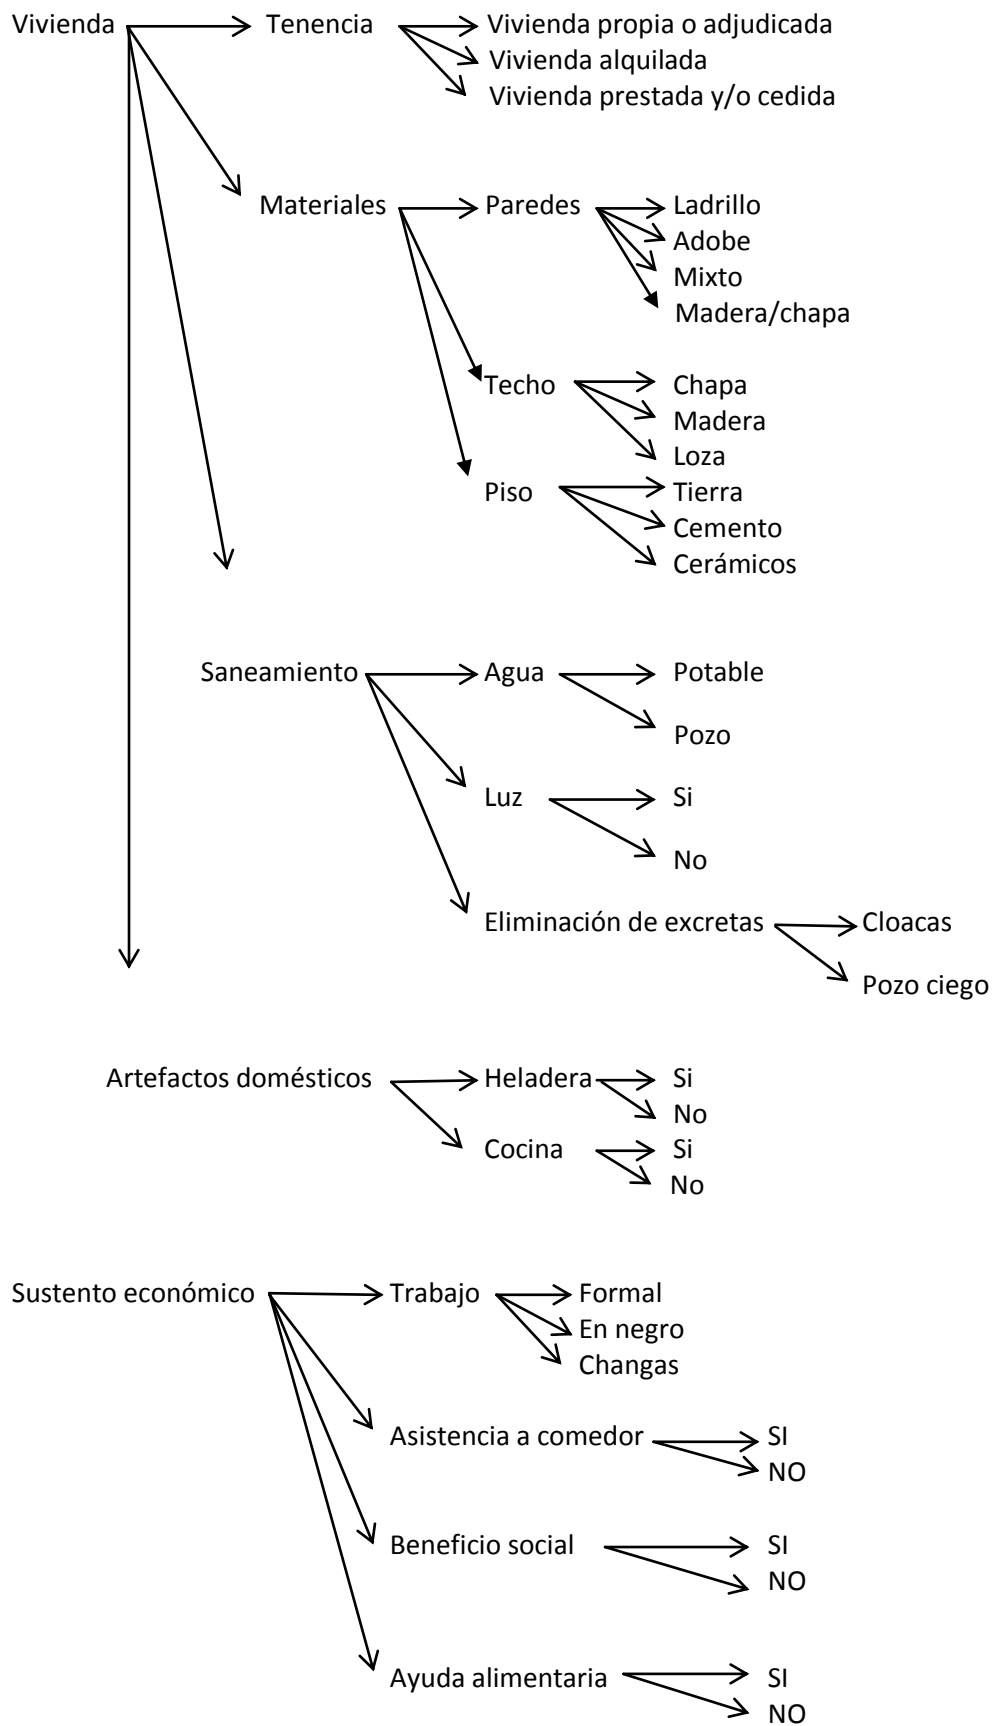 Vivienda Tenencia Vivienda propia o adjudicada
Vivienda alquilada
Vivienda prestada y/o cedida
Materiales Paredes Ladrillo
Adobe
Mixto
Madera/chapa
Techo Chapa
Madera
Loza
Piso Tierra
Cemento
Cerámicos
Saneamiento Agua Potable
Pozo
Luz Si
No
Eliminación de excretas Cloacas
Pozo ciego
Artefactos domésticos Heladera Si
No
Cocina Si
No
Sustento económico Trabajo Formal
En negro
Changas
Asistencia a comedor SI
NO
Beneficio social SI
NO
Ayuda alimentaria SI
NO